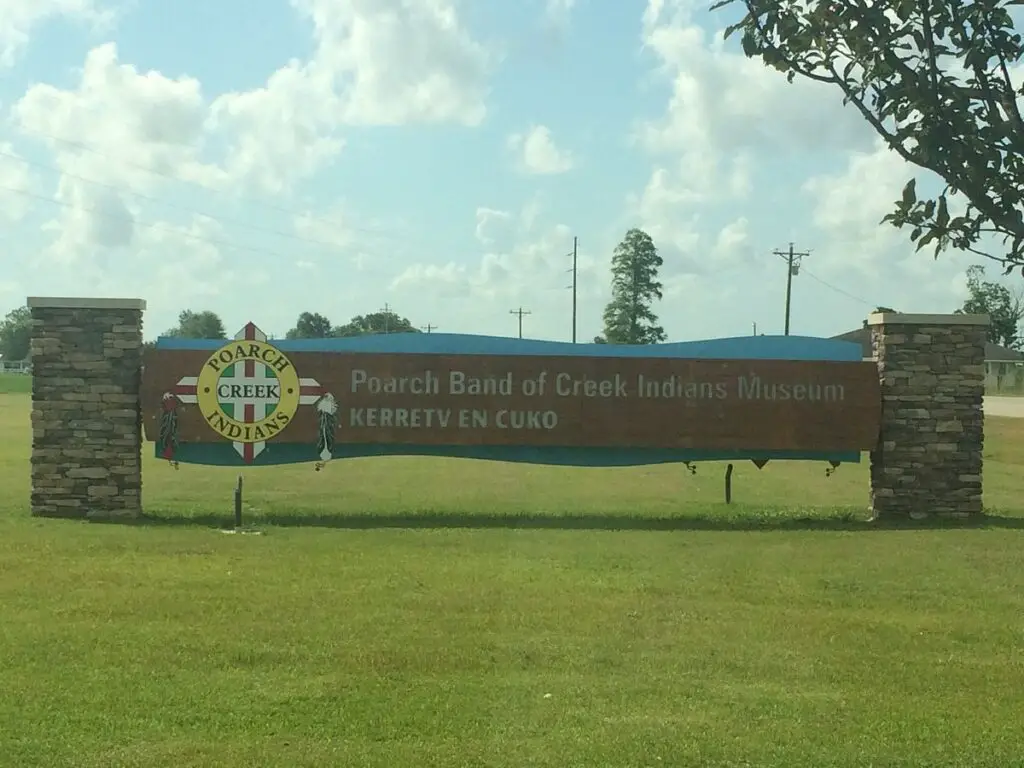 POARCH
CREEK
INDIANS
Poarch Band of Creek Indians Museum
KERRETV EN CUKO